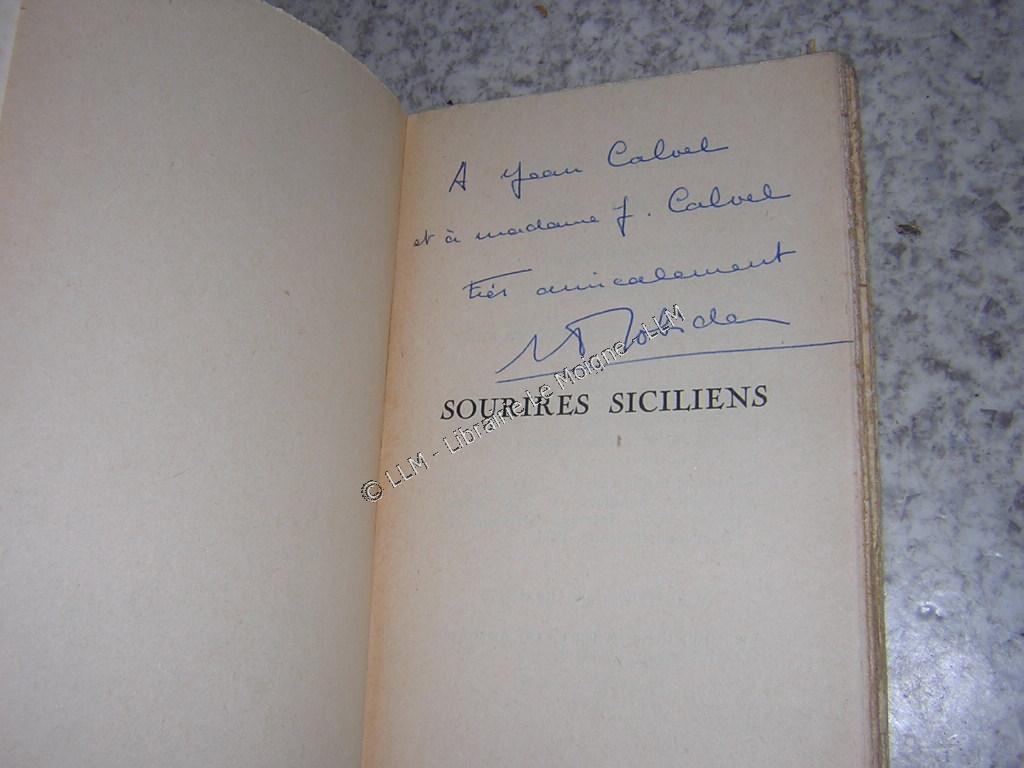 A Jean Calvel
et à madame J. Calvel
très amicalement
SOURIRES SICILIENS
© LLM - Librairie Le Moigne - LLM